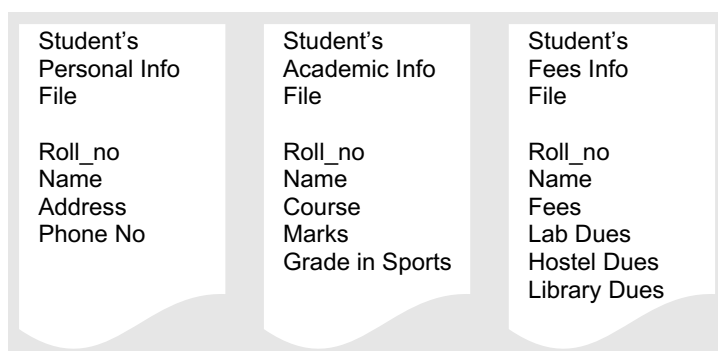 Student’s
Personal Info
File
Roll_no
Name
Address
Phone No
Student’s
Academic Info
File
Roll_no
Name
Course
Marks
Grade in Sports
Student’s
Fees Info
File
Roll_no
Name
Fees
Lab Dues
Hostel Dues
Library Dues